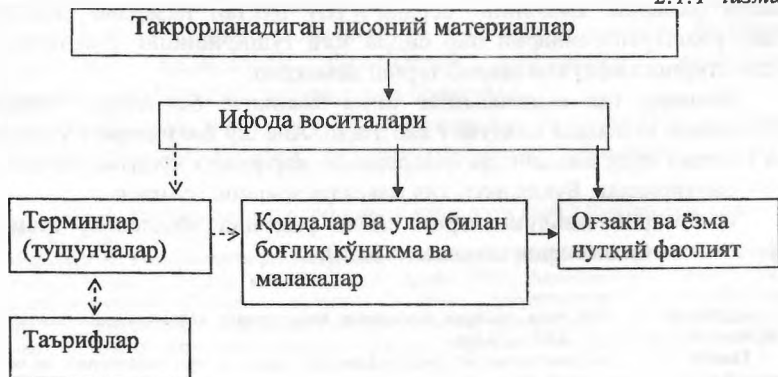 Такрорланадиган лисоний материаллар
Ифода воситалари
Терминлар
(тушунчалар)
Қоидалар ва улар билан
боғлиқ кўникма ва
малакалар
Оғзаки ва ёзма
нутқий фаолият
Таърифлар